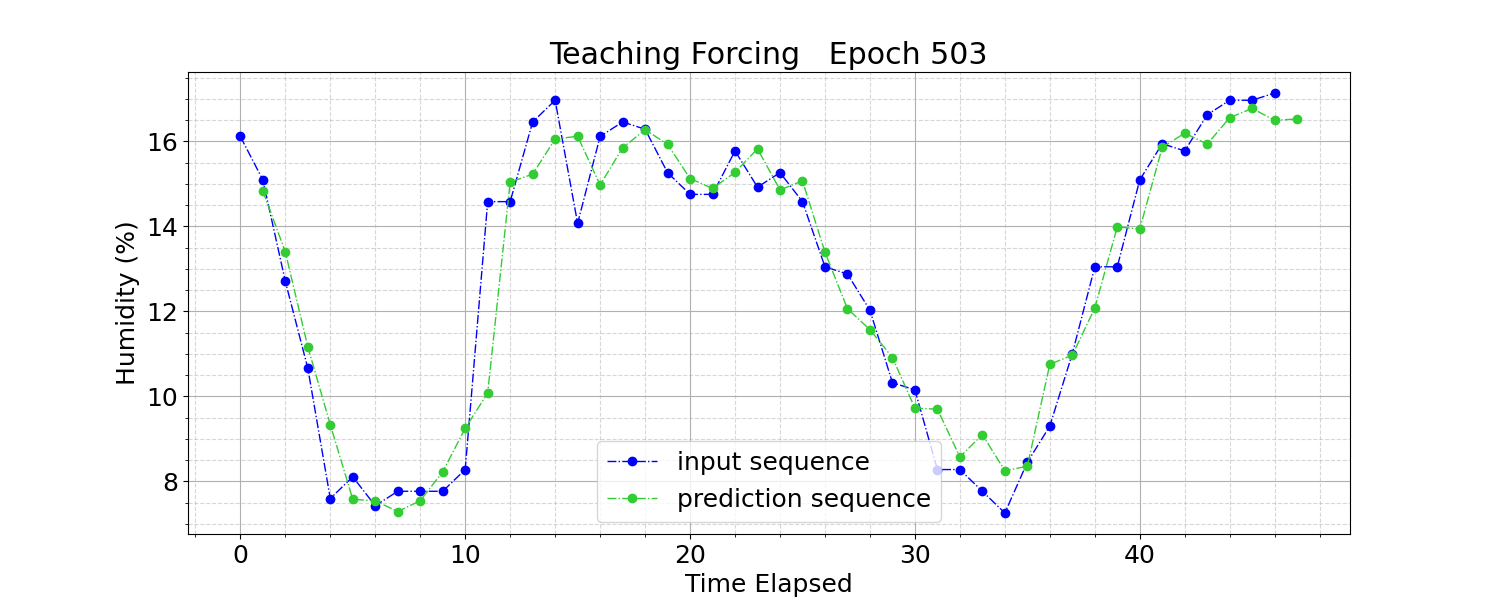 Teaching Forcing   Epoch 503
Humidity (%)
16
14
12
10
8
input sequence
prediction sequence
0 10 20 30 40
Time Elapsed